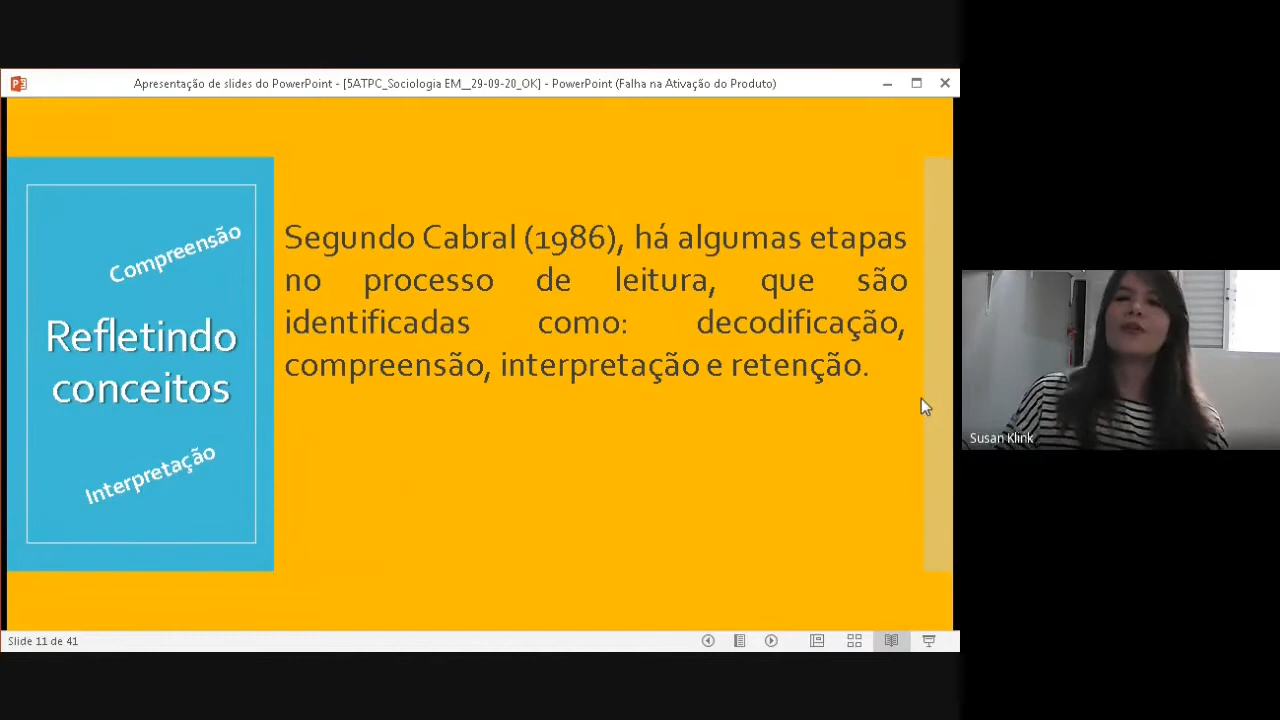 Apresentação de slides do PowerPoint - [5ATPC_Sociologia EM__29-09-20_OK] - PowerPoint (Falha na Ativação do Produto)
Compreensão
Refletindo
conceitos
Interpretação
Segundo Cabral (1986), há algumas etapas
no processo de leitura, que são
identificadas como: decodificação,
compreensão, interpretação e retenção.
Susan Klink
Slide 11 de 41